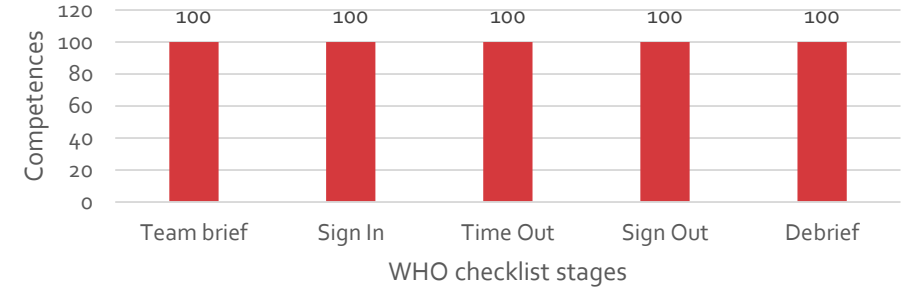 120
100 100 100 100 100
100
80
60
40
20
0
Competences
Team brief Sign In Time Out Sign Out Debrief
WHO checklist stages